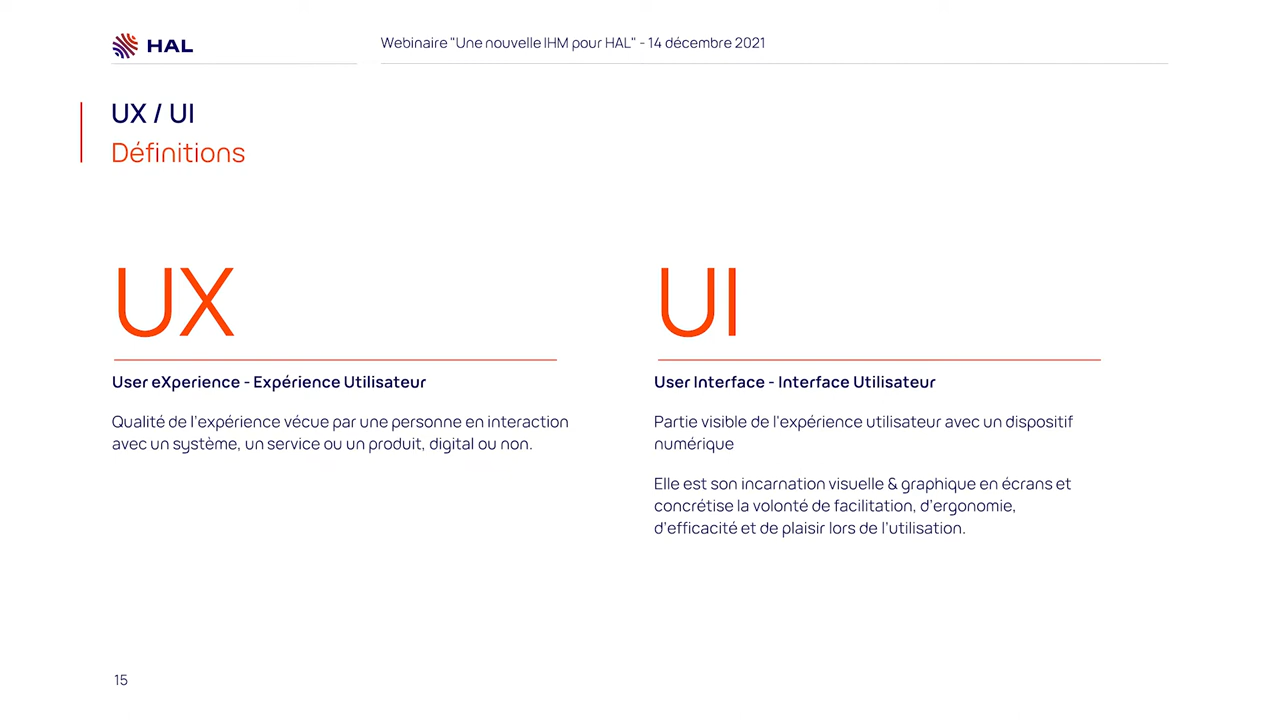 HAL
Webinaire "Une nouvelle IHM pour HAL" - 14 décembre 2021
UX / UI
Définitions
UX
User eXperience - Expérience Utilisateur
Qualité de l'expérience vécue par une personne en interaction
avec un système, un service ou un produit, digital ou non.
UI
User Interface - Interface Utilisateur
Partie visible de l'expérience utilisateur avec un dispositif
numérique
Elle est son incarnation visuelle & graphique en écrans et
concrétise la volonté de facilitation, d'ergonomie,
d'efficacité et de plaisir lors de l'utilisation.
15